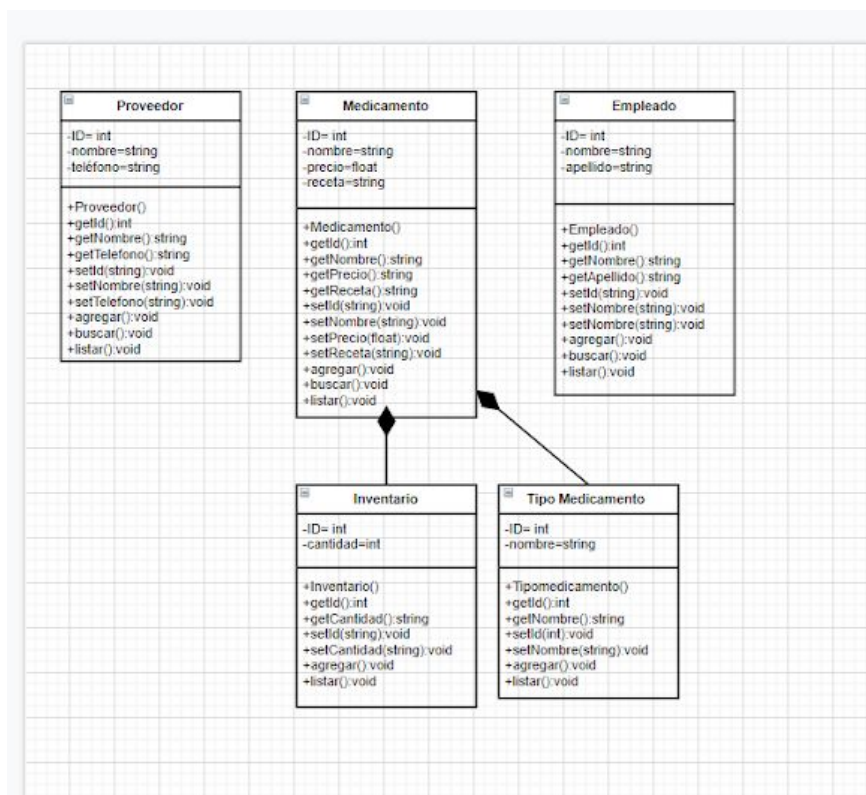 Proveedor
-ID= int
-nombre=string
-teléfono=string
+Proveedor()
+getId():int
+getNombre():string
+getTelefono():string
+setId(string):void
+setNombre(string):void
+setTelefono(string):void
+agregar():void
+buscar():void
+listar():void
Medicamento
-ID= int
-nombre=string
-precio=float
-receta=string
+Medicamento()
+getId():int
+getNombre():string
+getPrecio():string
+getReceta():string
+setId(string):void
+setNombre(string):void
+setPrecio(float):void
+setReceta(string):void
+agregar():void
+buscar():void
+listar():void
Empleado
-ID= int
-nombre=string
-apellido=string
+Empleado()
+getId():int
+getNombre():string
+getApellido():string
+setId(string):void
+setNombre(string):void
+setNombre(string):void
+agregar():void
+buscar():void
+listar():void
Inventario
-ID= int
-cantidad=int
+Inventario()
+getId():int
+getCantidad():string
+setId(string):void
+setCantidad(string):void
+agregar():void
+listar():void
Tipo Medicamento
-ID= int
-nombre=string
+Tipomedicamento()
+getId():int
+getNombre():string
+setId(int):void
+setNombre(string):void
+agregar():void
+listar():void